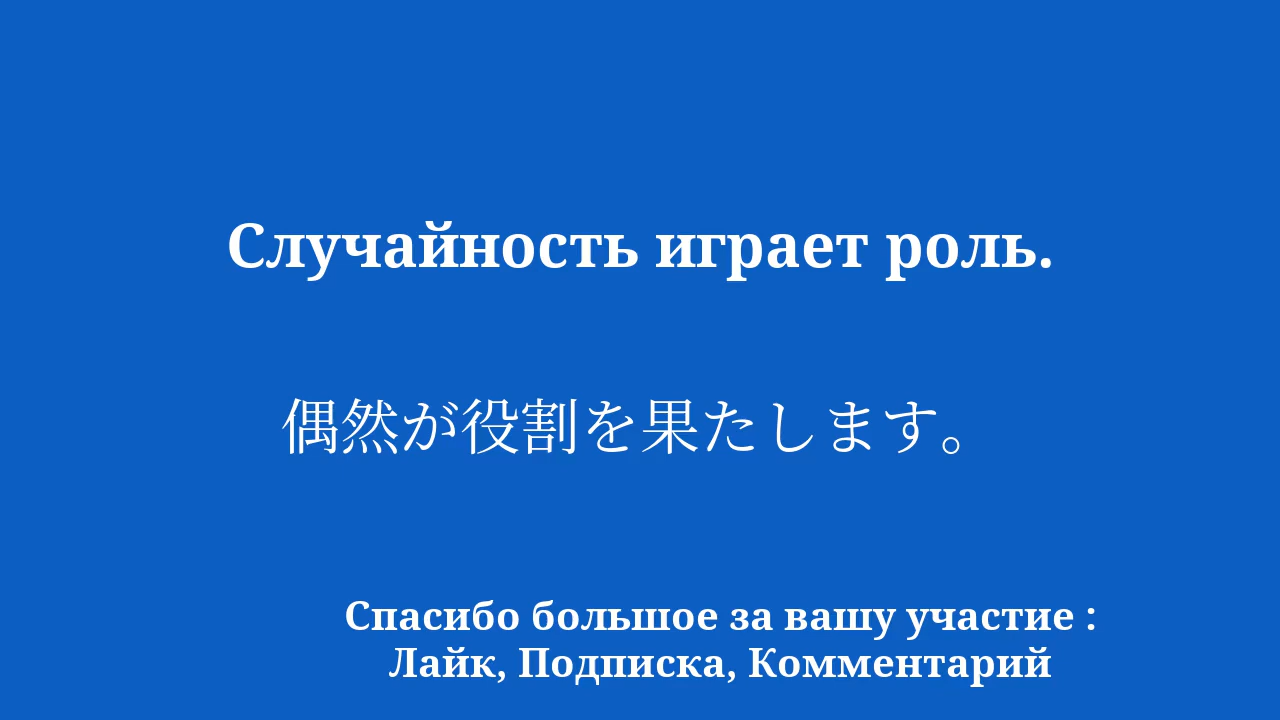 Случайность играет роль.
偶然が役割を果たします。
Спасибо большое за вашу участие :
Лайк, Подписка, Комментарий